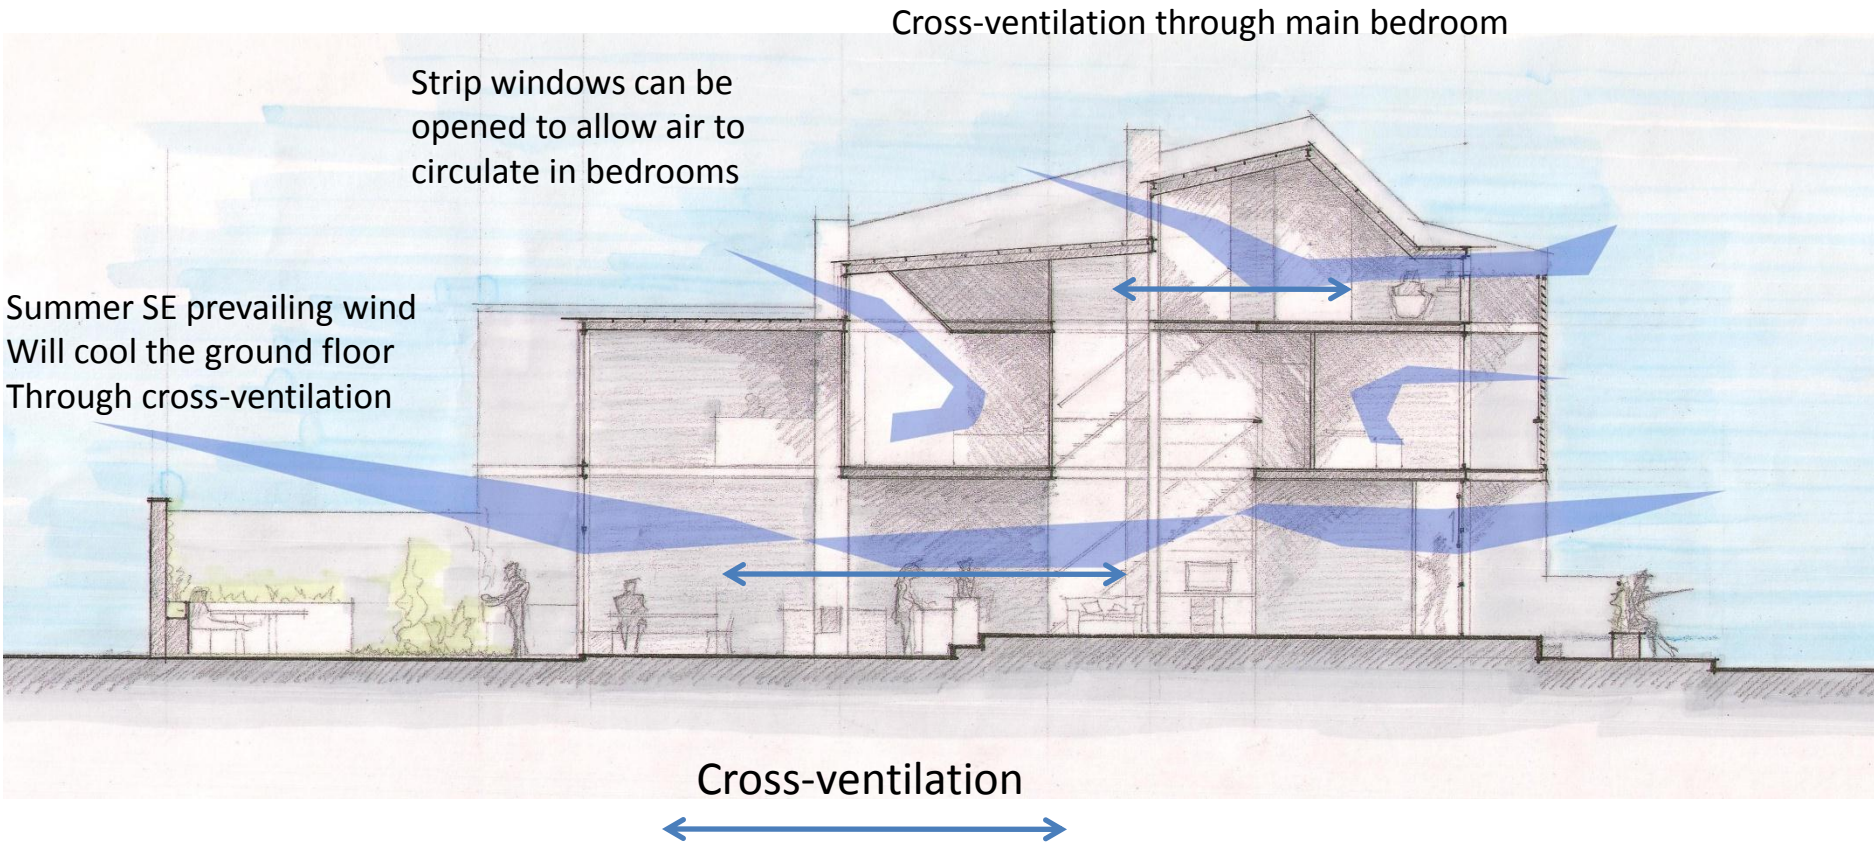 Cross-ventilation through main bedroom
Strip windows can be
opened to allow air to
circulate in bedrooms
Summer SE prevailing wind
Will cool the ground floor
Through cross-ventilation
Cross-ventilation